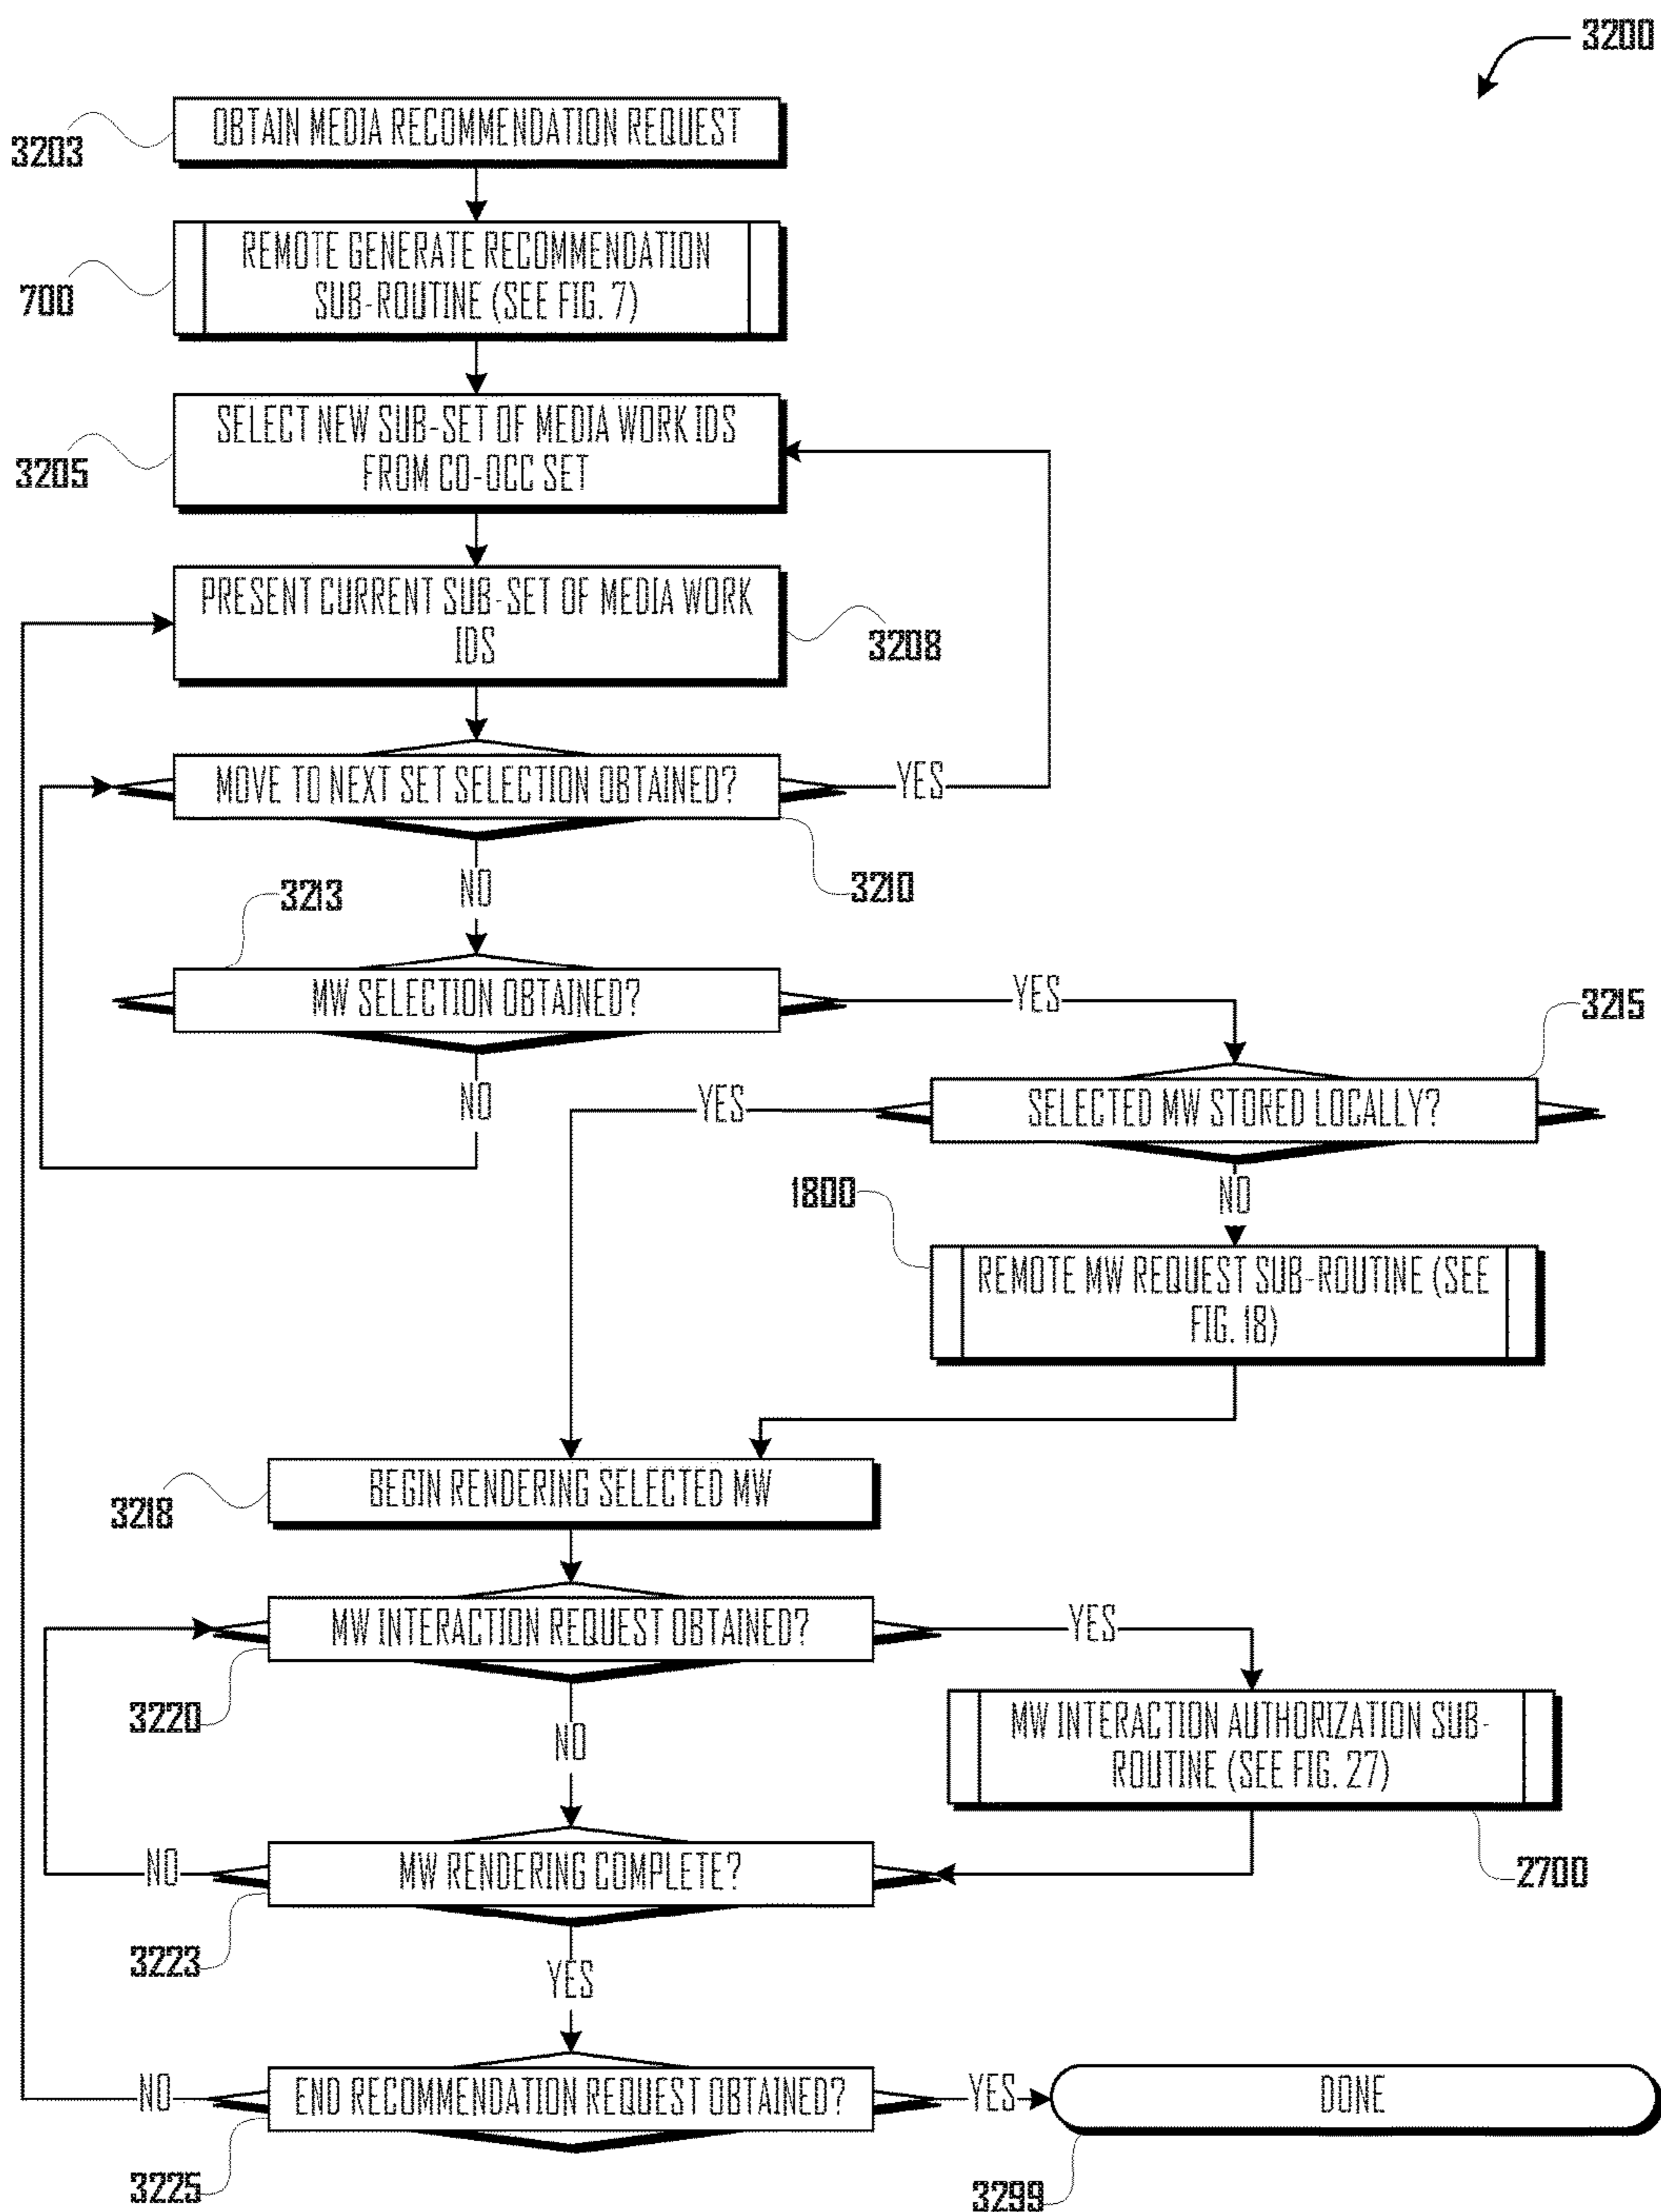 3200
OBTAIN MEDIA RECOMMENDATION REQUEST
3203
REMOTE GENERATE RECOMMENDATION
SUB-ROUTINE (SEE FIG. 7)
700
SELECT NEW SUB-SET OF MEDIA WORK IDS
FROM CO-OCC SET
3205
PRESENT CURRENT SUB-SET OF MEDIA WORK
IDS
3208
MOVE TO NEXT SET SELECTION OBTAINED?
YES
3210
NO
3213
MW SELECTION OBTAINED?
YES
3215
NO
SELECTED MW STORED LOCALLY?
YES
NO
1800
REMOTE MW REQUEST SUB-ROUTINE (SEE
FIG. 18)
BEGIN RENDERING SELECTED MW
3218
MW INTERACTION REQUEST OBTAINED?
YES
3220
NO
MW INTERACTION AUTHORIZATION SUB-
ROUTINE (SEE FIG. 27)
2700
MW RENDERING COMPLETE?
NO
3223
YES
END RECOMMENDATION REQUEST OBTAINED?
NO
YES
DONE
3225
3299